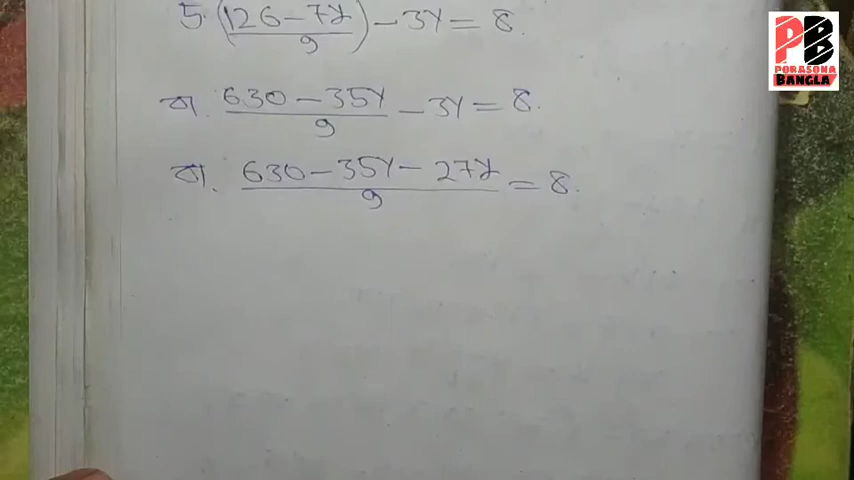 5 (126-7y/9) - 3y = 8.
বা. 630-35y/9 - 3y = 8.
বা. 630-35y-27y/9 = 8.
PB
PORASONA
BANGLA